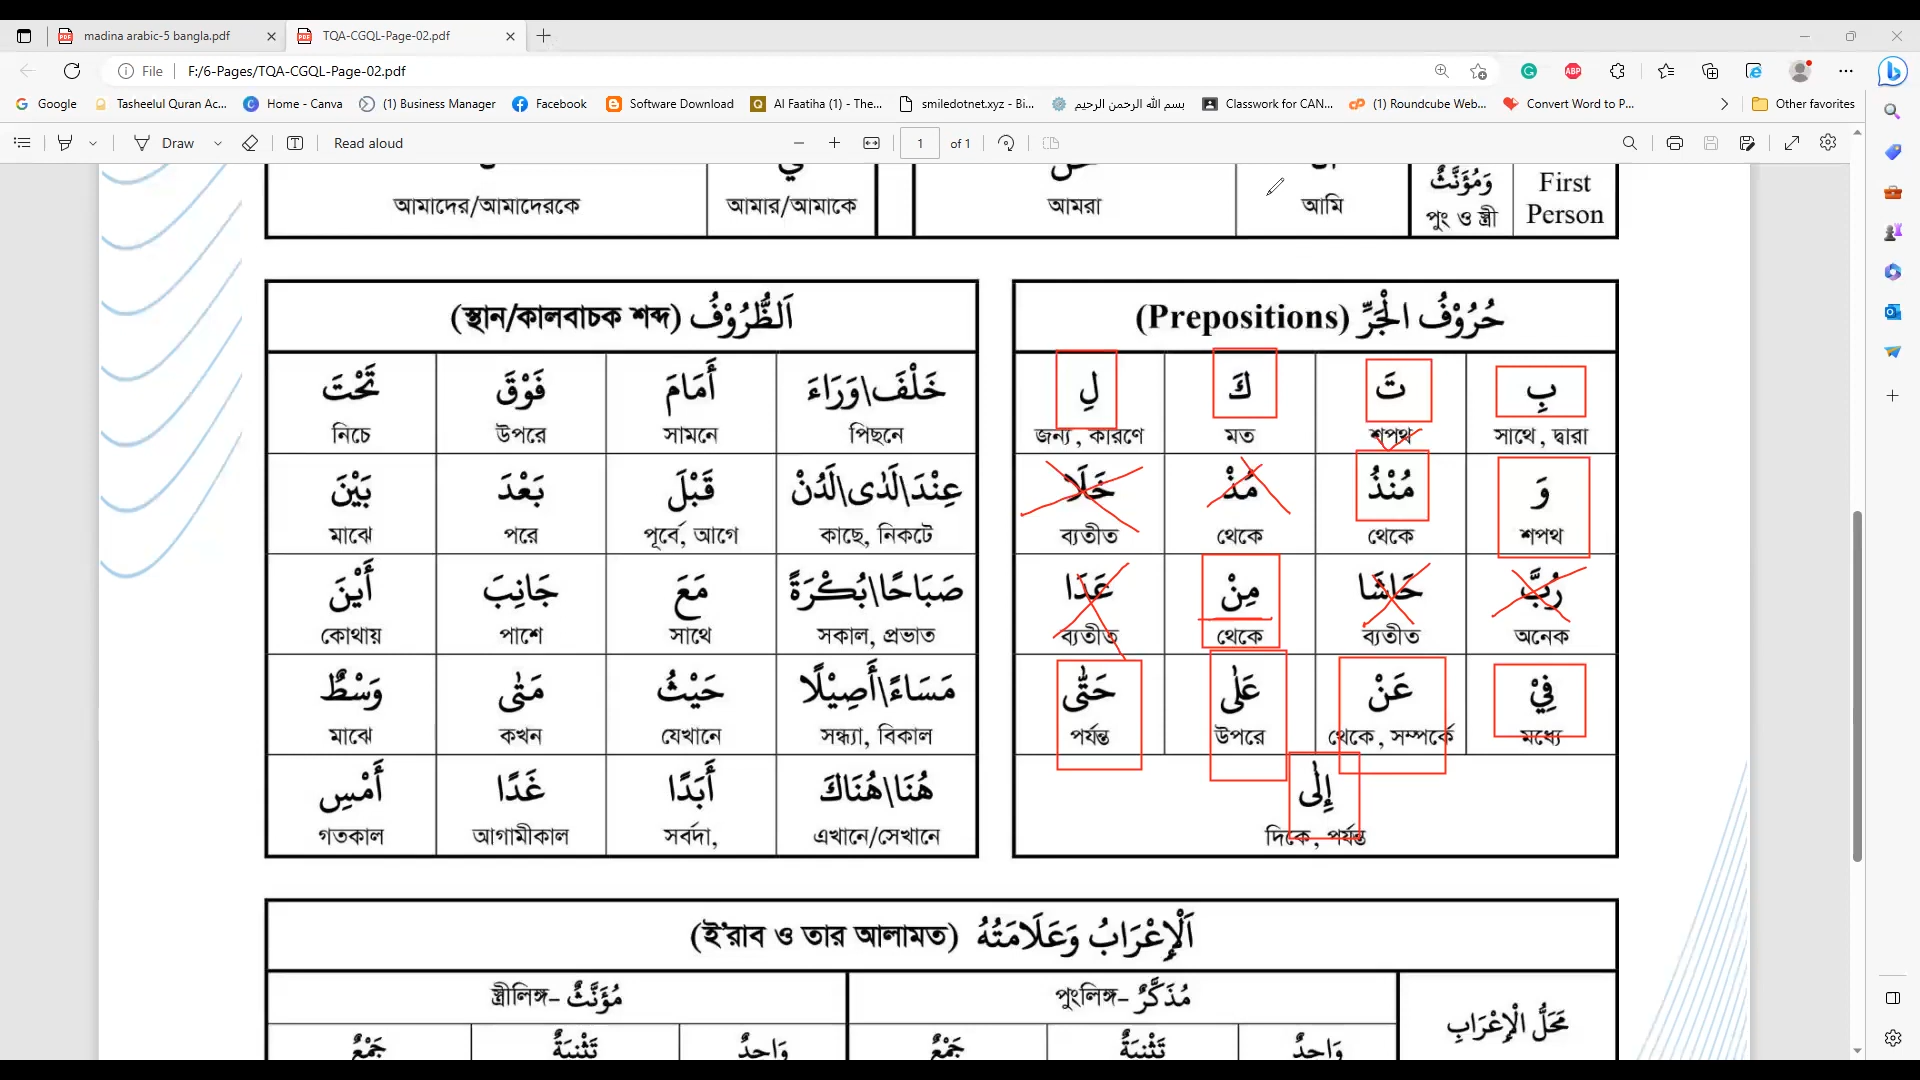 madina arabic-5 bangla.pdf
TQA-CGQL-Page-02.pdf
File
F:/6-Pages/TQA-CGQL-Page-02.pdf
Google
Tasheelul Quran Ac...
Home - Canva
(1) Business Manager
Facebook
Software Download
Al Faatiha (1) - The...
smiledotnet.xyz - Bi...
بسم الله الرحمن الرحيم
Classwork for CAN...
(1) Roundcube Web...
Convert Word to P...
Other favorites
Draw
Read aloud
1 of 1
আমাদের/আমাদেরকে
আমার/আমাকে
আমরা
আমি
وَمُؤَنَّثٌ
পুং ও স্ত্রী
First
Person
اَلظُّرُوْفُ (স্থান/কালবাচক শব্দ)
خَلْفَ\وَرَاءَ
أَمَامَ
فَوْقَ
تَحْتَ
পিছনে
সামনে
উপরে
নিচে
عِنْدَ\لَدٰى\لَدُنْ
قَبْلَ
بَعْدَ
بَيْنَ
কাছে, নিকটে
পূর্বে, আগে
পরে
মাঝে
صَبَاحًا\بُكْرَةً
مَعَ
جَانِبَ
أَيْنَ
সকাল, প্রভাত
সাথে
পাশে
কোথায়
مَسَاءً\أَصِيْلًا
حَيْثُ
مَتٰى
وَسْطٌ
সন্ধ্যা, বিকাল
যেখানে
কখন
মাঝে
هُنَا\هُنَاكَ
أَبَدًا
غَدًا
أَمْسِ
এখানে/সেখানে
সর্বদা,
আগামীকাল
গতকাল
حُرُوْفُ الْجَرِّ (Prepositions)
بِ
تَ
كَ
لِ
সাথে, দ্বারা
শপথ
মত
জন্য, কারণে
وَ
مُنْذُ
مُذْ
خَلَا
শপথ
থেকে
থেকে
ব্যতীত
رُبَّ
حَاشَا
مِنْ
عَدَا
অনেক
ব্যতীত
থেকে
ব্যতীত
فِيْ
عَنْ
عَلٰى
حَتّٰى
মধ্যে
থেকে, সম্পর্কে
উপরে
পর্যন্ত
إِلٰى
দিকে, পর্যন্ত
اَلْإِعْرَابُ وَعَلَامَتُهُ (ই'রাব ও তার আলামত)
مَحَلُّ الْإِعْرَابِ
مُذَكَّرٌ -পুংলিঙ্গ
مُؤَنَّثٌ -স্ত্রীলিঙ্গ
وَاحِدٌ
تَثْنِيَةٌ
جَمْعٌ
وَاحِدٌ
تَثْنِيَةٌ
جَمْعٌ